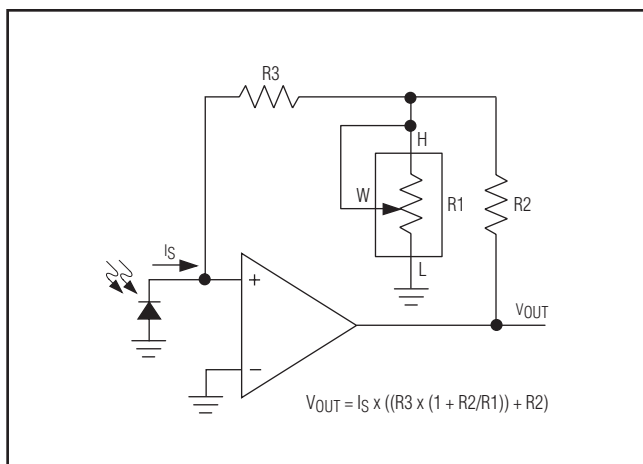 R3
H
W
R1
R2
L
IS
+
−
VOUT
VOUT = IS x ((R3 x (1 + R2/R1)) + R2)